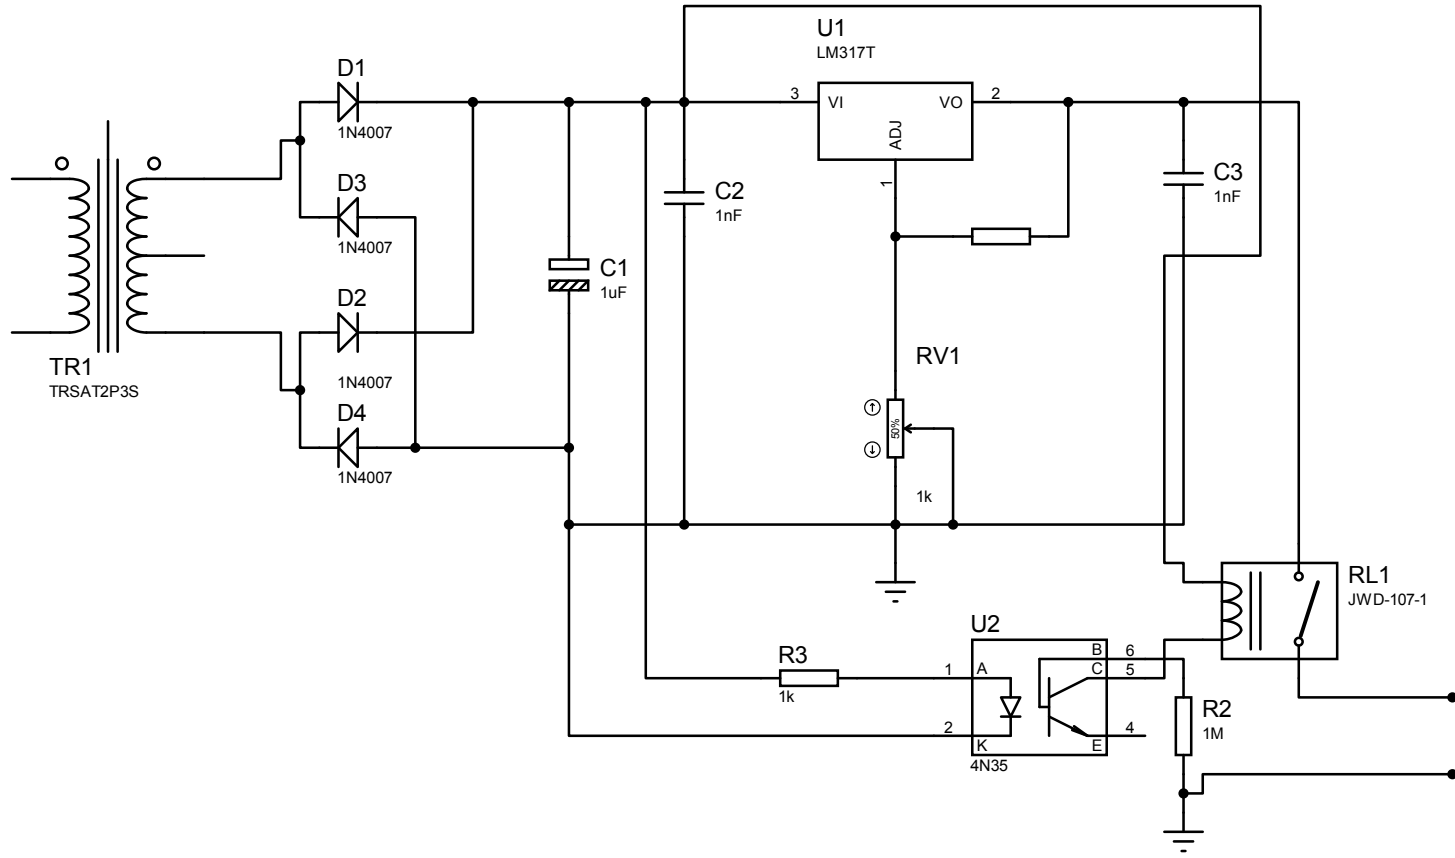 U1
LM317T
D1
1N4007
3
VI
VO
2
ADJ
1
D3
1N4007
C2
1nF
C3
1nF
C1
1uF
D2
1N4007
TR1
TRSAT2P3S
RV1
50%
1k
D4
1N4007
RL1
JWD-107-1
U2
R3
1k
1
A
B
6
C
5
2
K
E
4
4N35
R2
1M